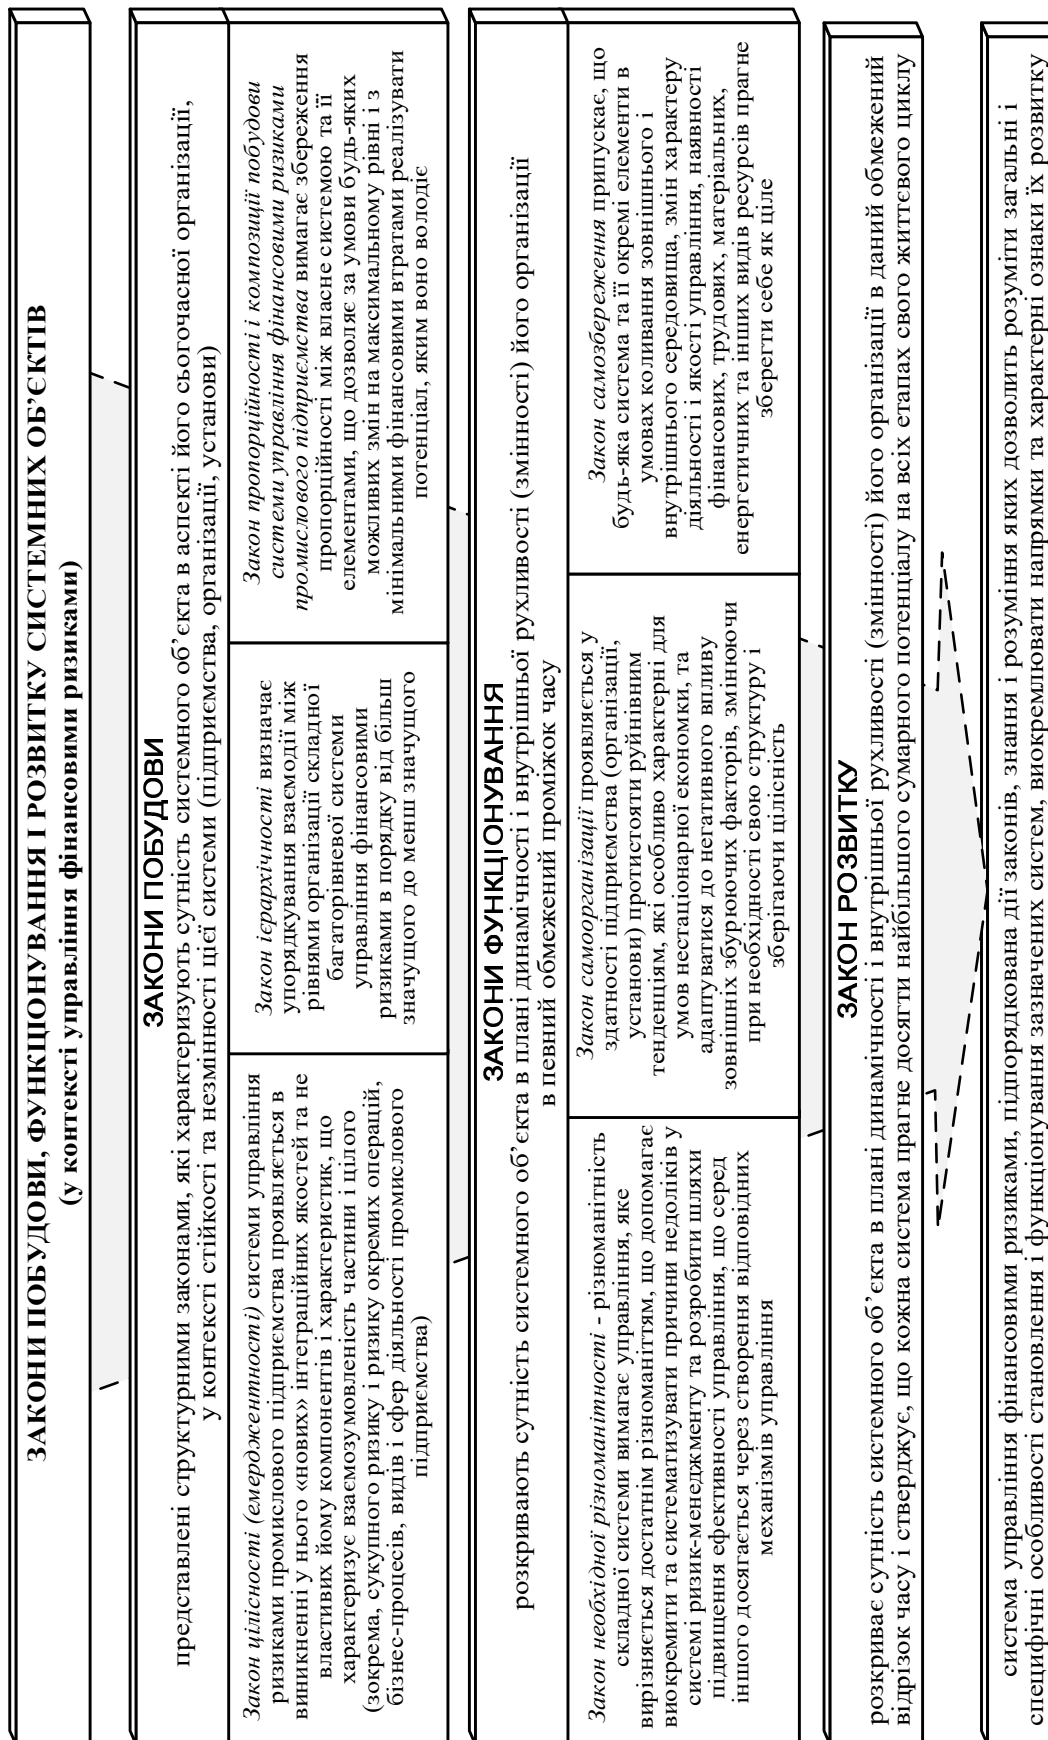 ЗАКОНИ ПОБУДОВИ, ФУНКЦІОНУВАННЯ І РОЗВИТКУ СИСТЕМНИХ ОБ’ЄКТІВ
(у контексті управління фінансовими ризиками)
ЗАКОНИ ПОБУДОВИ
представлені структурними законами, які характеризують сутність системного об’єкта в аспекті його сьогочасної організації,
у контексті стійкості та незмінності цієї системи (підприємства, організації, установи)
Закон цілісності (емерджентності) системи управління
ризиками промислового підприємства проявляється в
виникненні у нього «нових» інтеграційних якостей та не
властивих йому компонентів і характеристик, що
характеризує взаємозумовленість частини і цілого
(зокрема, сукупного ризику і ризику окремих операцій,
бізнес-процесів, видів і сфер діяльності промислового
підприємства)
Закон ієрархічності визначає
упорядкування взаємодії між
рівнями організації складної
багаторівневої системи
управління фінансовими
ризиками в порядку від більш
значущого до менш значущого
Закон пропорційності і композиції побудови
системи управління фінансовими ризиками
промислового підприємства вимагає збереження
пропорційності між власне системою та її
елементами, що дозволяє за умови будь-яких
можливих змін на максимальному рівні і з
мінімальними фінансовими втратами реалізувати
потенціал, яким воно володіє
ЗАКОНИ ФУНКЦІОНУВАННЯ
розкривають сутність системного об’єкта в плані динамічності і внутрішньої рухливості (змінності) його організації
в певний обмежений проміжок часу
Закон необхідної різноманітності - різноманітність
складної системи вимагає управління, яке
вирізняється достатнім різноманіттям, що допомагає
виокремити та систематизувати причини недоліків у
системі ризик-менеджменту та розробити шляхи
підвищення ефективності управління, що серед
іншого досягається через створення відповідних
механізмів управління
Закон самоорганізації проявляється у
здатності підприємства (організації,
установи) протистояти руйнівним
тенденціям, які особливо характерні для
умов нестаціонарної економки, та
адаптуватися до негативного впливу
зовнішніх збурюючих факторів, змінюючи
при необхідності свою структуру і
зберігаючи цілісність
Закон самозбереження припускає, що
будь-яка система та її окремі елементи в
умовах коливання зовнішнього і
внутрішнього середовища, змін характеру
діяльності і якості управління, наявності
фінансових, трудових, матеріальних,
енергетичних та інших видів ресурсів прагне
зберегти себе як ціле
ЗАКОН РОЗВИТКУ
розкриває сутність системного об’єкта в плані динамічності і внутрішньої рухливості (змінності) його організації в даний обмежений
відрізок часу і стверджує, що кожна система прагне досягти найбільшого сумарного потенціалу на всіх етапах свого життєвого циклу
система управління фінансовими ризиками, підпорядкована дії законів, знання і розуміння яких дозволить розуміти загальні і
специфічні особливості становлення і функціонування зазначених систем, виокремлювати напрямки та характерні ознаки їх розвитку